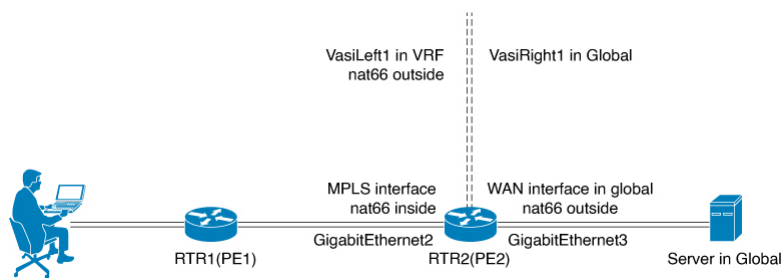 VasiLeft1 in VRF
nat66 outside
VasiRight1 in Global
MPLS interface
nat66 inside
WAN interface in global
nat66 outside
GigabitEthernet2
GigabitEthernet3
RTR1(PE1)
RTR2(PE2)
Server in Global